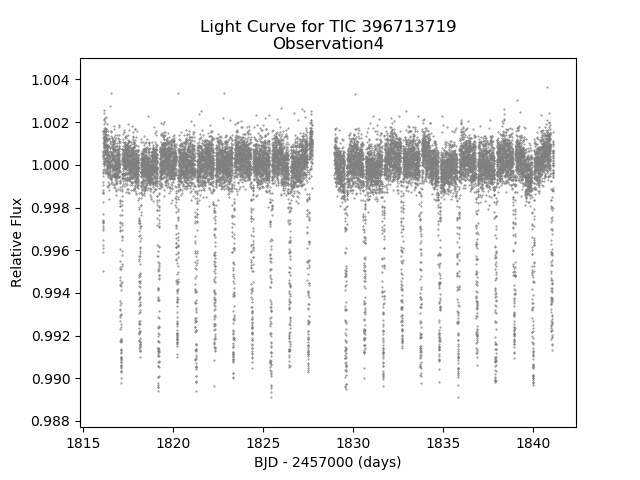 Light Curve for TIC 396713719
Observation4
1.004
1.002
1.000
0.998
0.996
0.994
0.992
0.990
0.988
Relative Flux
1815 1820 1825 1830 1835 1840
BJD - 2457000 (days)